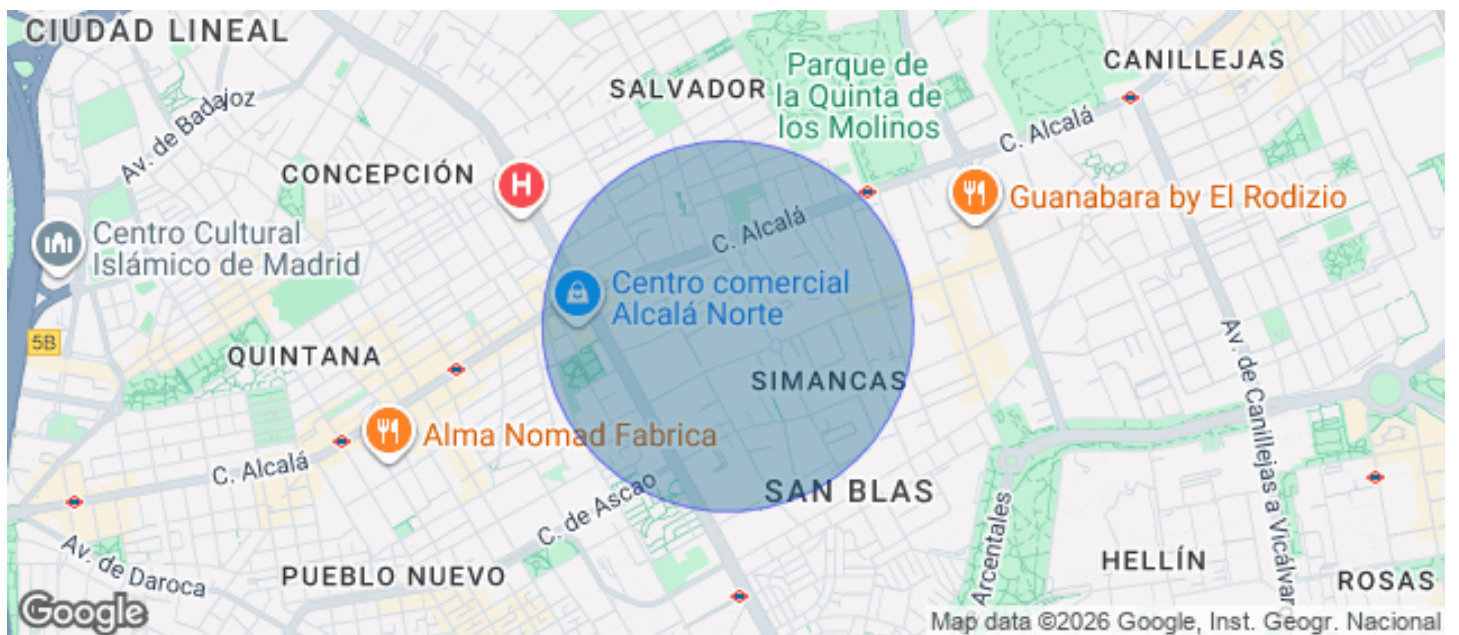 CIUDAD LINEAL
Av. de Badajoz
SALVADOR
Parque de
la Quinta de
los Molinos
CANILLEJAS
C. Alcalá
CONCEPCIÓN
H
Guanabara by El Rodizio
Centro Cultural
Islámico de Madrid
C. Alcalá
Centro comercial
Alcalá Norte
5B
QUINTANA
SIMANCAS
Av. de Canillejas a Vicálvaro
Alma Nomad Fabrica
C. Alcalá
C. de Ascao
SAN BLAS
Arcentales
Av. de Daroca
PUEBLO NUEVO
HELLÍN
ROSAS
Google
Map data ©2026 Google, Inst. Geogr. Nacional